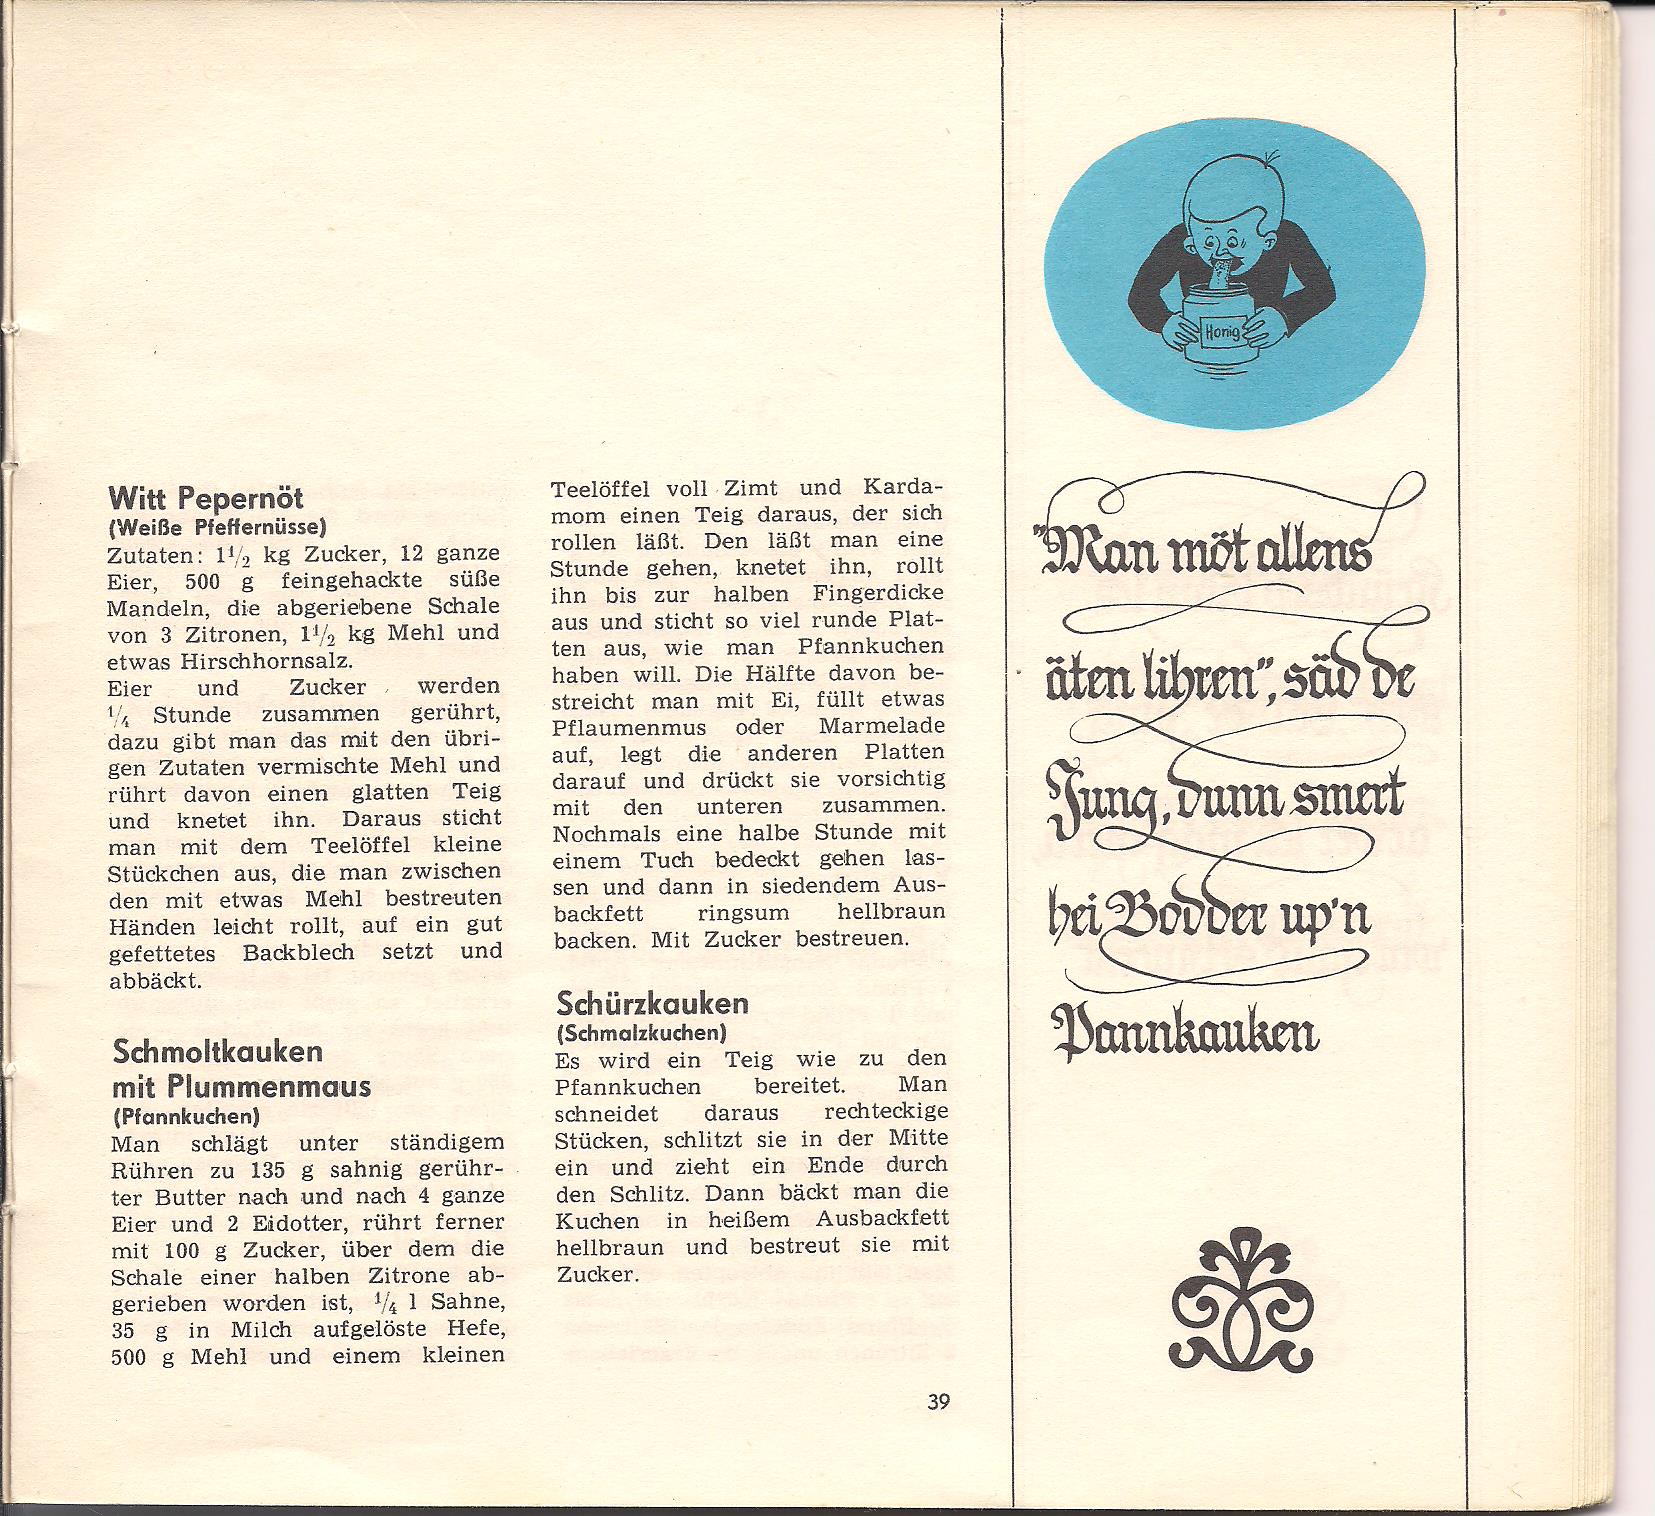 Witt Pepernöt
(Weiße Pfeffernüsse)
Zutaten: 1½ kg Zucker, 12 ganze
Eier, 500 g feingehackte süße
Mandeln, die abgeriebene Schale
von 3 Zitronen, 1½ kg Mehl und
etwas Hirschhornsalz.
Eier und Zucker werden
¼ Stunde zusammen gerührt,
dazu gibt man das mit den übri-
gen Zutaten vermischte Mehl und
rührt davon einen glatten Teig
und knetet ihn. Daraus sticht
man mit dem Teelöffel kleine
Stückchen aus, die man zwischen
den mit etwas Mehl bestreuten
Händen leicht rollt, auf ein gut
gefettetes Backblech setzt und
abbäckt.
Schmoltkauken
mit Plummenmaus
(Pfannkuchen)
Man schlägt unter ständigem
Rühren zu 135 g sahnig gerühr-
ter Butter nach und nach 4 ganze
Eier und 2 Eidotter, rührt ferner
mit 100 g Zucker, über dem die
Schale einer halben Zitrone ab-
gerieben worden ist, ¼ l Sahne,
35 g in Milch aufgelöste Hefe,
500 g Mehl und einem kleinen
Teelöffel voll Zimt und Karda-
mom einen Teig daraus, der sich
rollen läßt. Den läßt man eine
Stunde gehen, knetet ihn, rollt
ihn bis zur halben Fingerdicke
aus und sticht so viel runde Plat-
ten aus, wie man Pfannkuchen
haben will. Die Hälfte davon be-
streicht man mit Ei, füllt etwas
Pflaumenmus oder Marmelade
auf, legt die anderen Platten
darauf und drückt sie vorsichtig
mit den unteren zusammen.
Nochmals eine halbe Stunde mit
einem Tuch bedeckt gehen las-
sen und dann in siedendem Aus-
backfett ringsum hellbraun
backen. Mit Zucker bestreuen.
Schürzkauken
(Schmalzkuchen)
Es wird ein Teig wie zu den
Pfannkuchen bereitet. Man
schneidet daraus rechteckige
Stücken, schlitzt sie in der Mitte
ein und zieht ein Ende durch
den Schlitz. Dann bäckt man die
Kuchen in heißem Ausbackfett
hellbraun und bestreut sie mit
Zucker.
39
Honig
"Man möt allens
äten lihren", säd de
Jung, dunn smert
hei Bodder up'n
Pannkauken